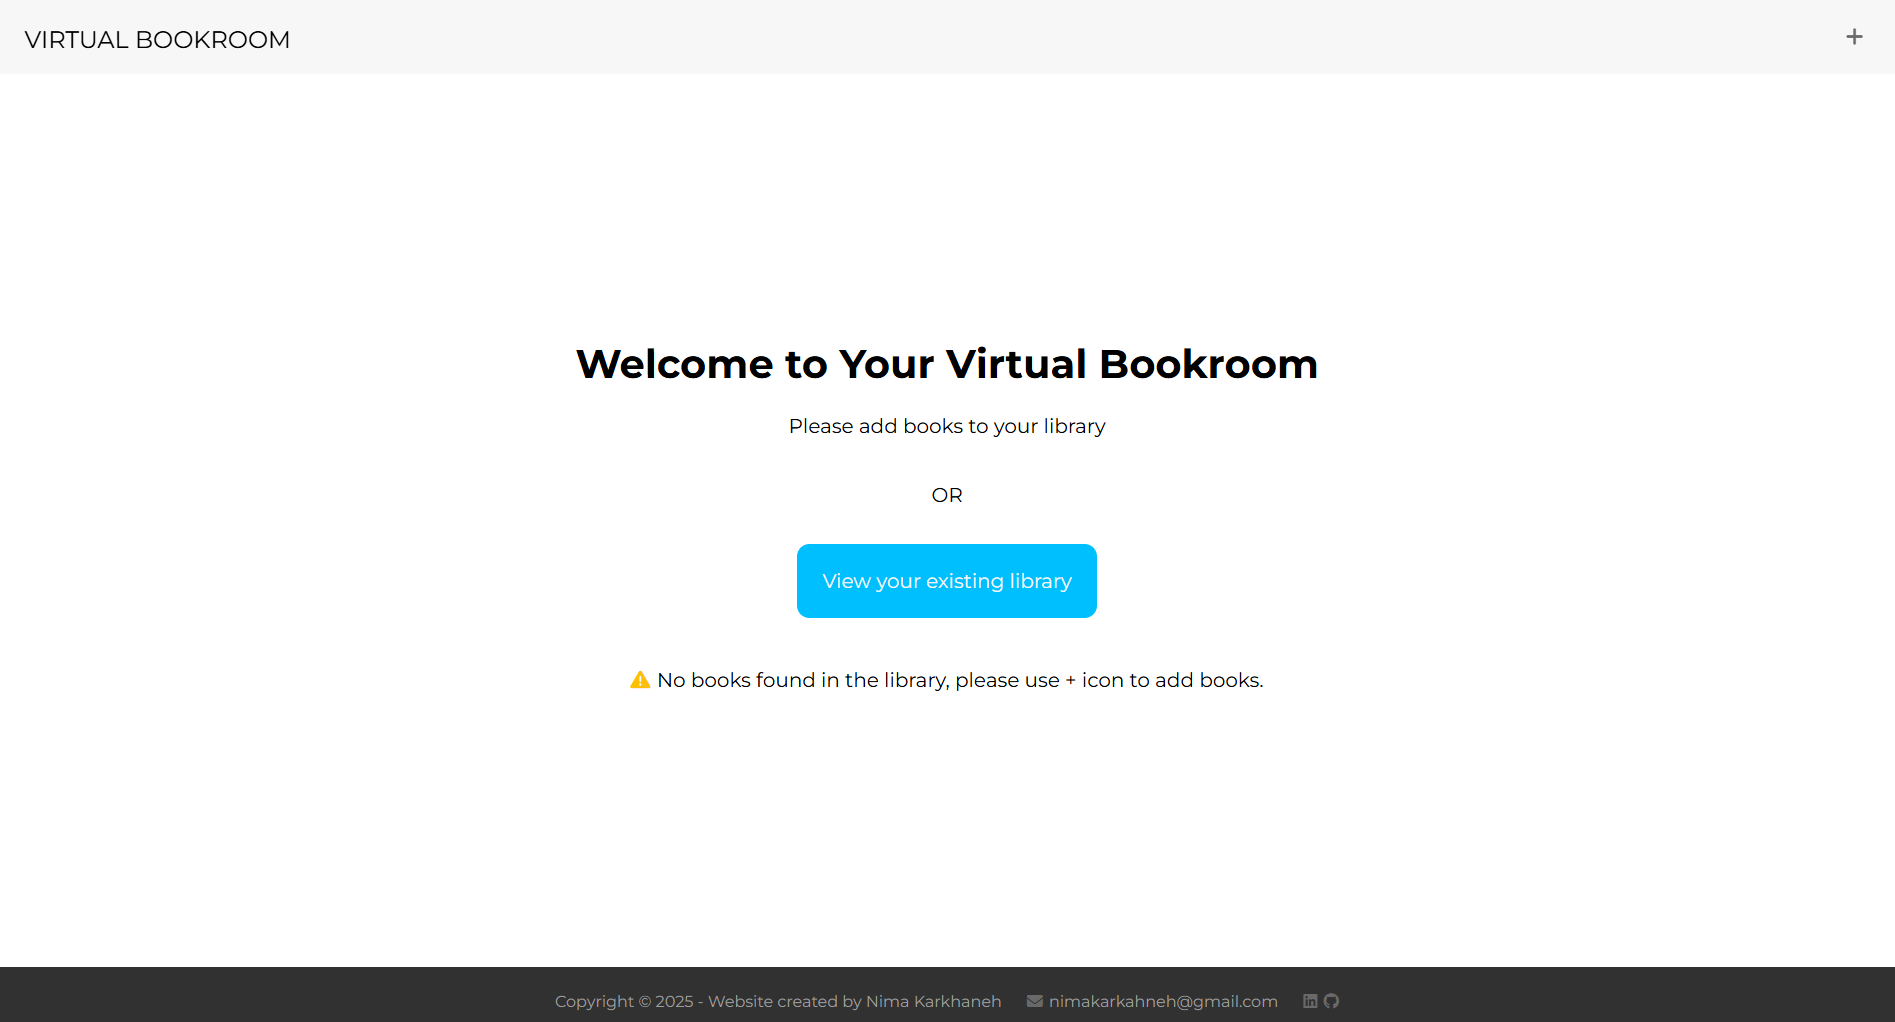 VIRTUAL BOOKROOM
Welcome to Your Virtual Bookroom
Please add books to your library
OR
View your existing library
No books found in the library, please use + icon to add books.
Copyright © 2025 - Website created by Nima Karkhaneh nimakarkahneh@gmail.com